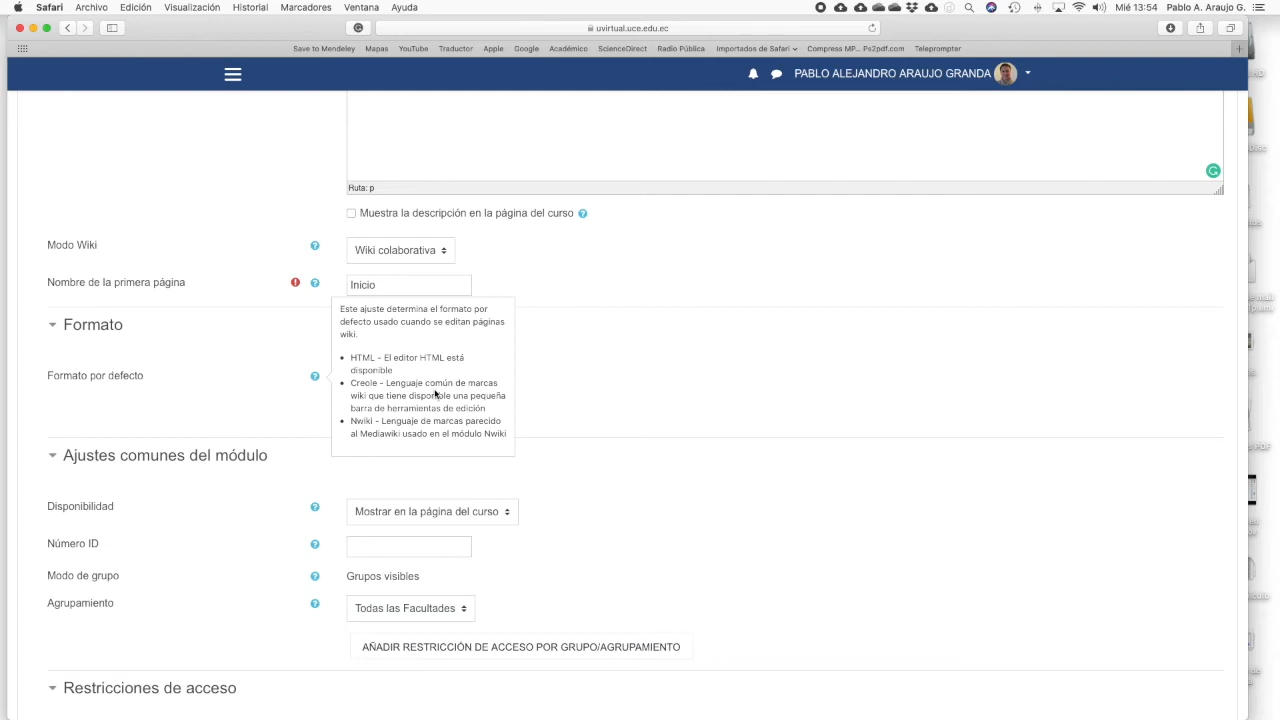 Safari Archivo Edición Visualización Historial Marcadores Ventana Ayuda Mié 13:54 Pablo A. Araujo G.
uvirtual.uce.edu.ec
Save to Mendeley Mapas YouTube Traductor Apple Google Académico ScienceDirect Radio Pública Importados de Safari Compress MP... Ps2pdf.com Teleprompter
PABLO ALEJANDRO ARAUJO GRANDA
Ruta: p
Muestra la descripción en la página del curso
Modo Wiki
Wiki colaborativa
Nombre de la primera página
Inicio
Formato
Este ajuste determina el formato por
defecto usado cuando se editan páginas
wiki.
HTML - El editor HTML está
disponible
Formato por defecto
Creole - Lenguaje común de marcas
wiki que tiene disponible una pequeña
barra de herramientas de edición
Nwiki - Lenguaje de marcas parecido
al Mediawiki usado en el módulo Nwiki
Ajustes comunes del módulo
Disponibilidad
Mostrar en la página del curso
Número ID
Modo de grupo
Grupos visibles
Agrupamiento
Todas las Facultades
AÑADIR RESTRICCIÓN DE ACCESO POR GRUPO/AGRUPAMIENTO
Restricciones de acceso